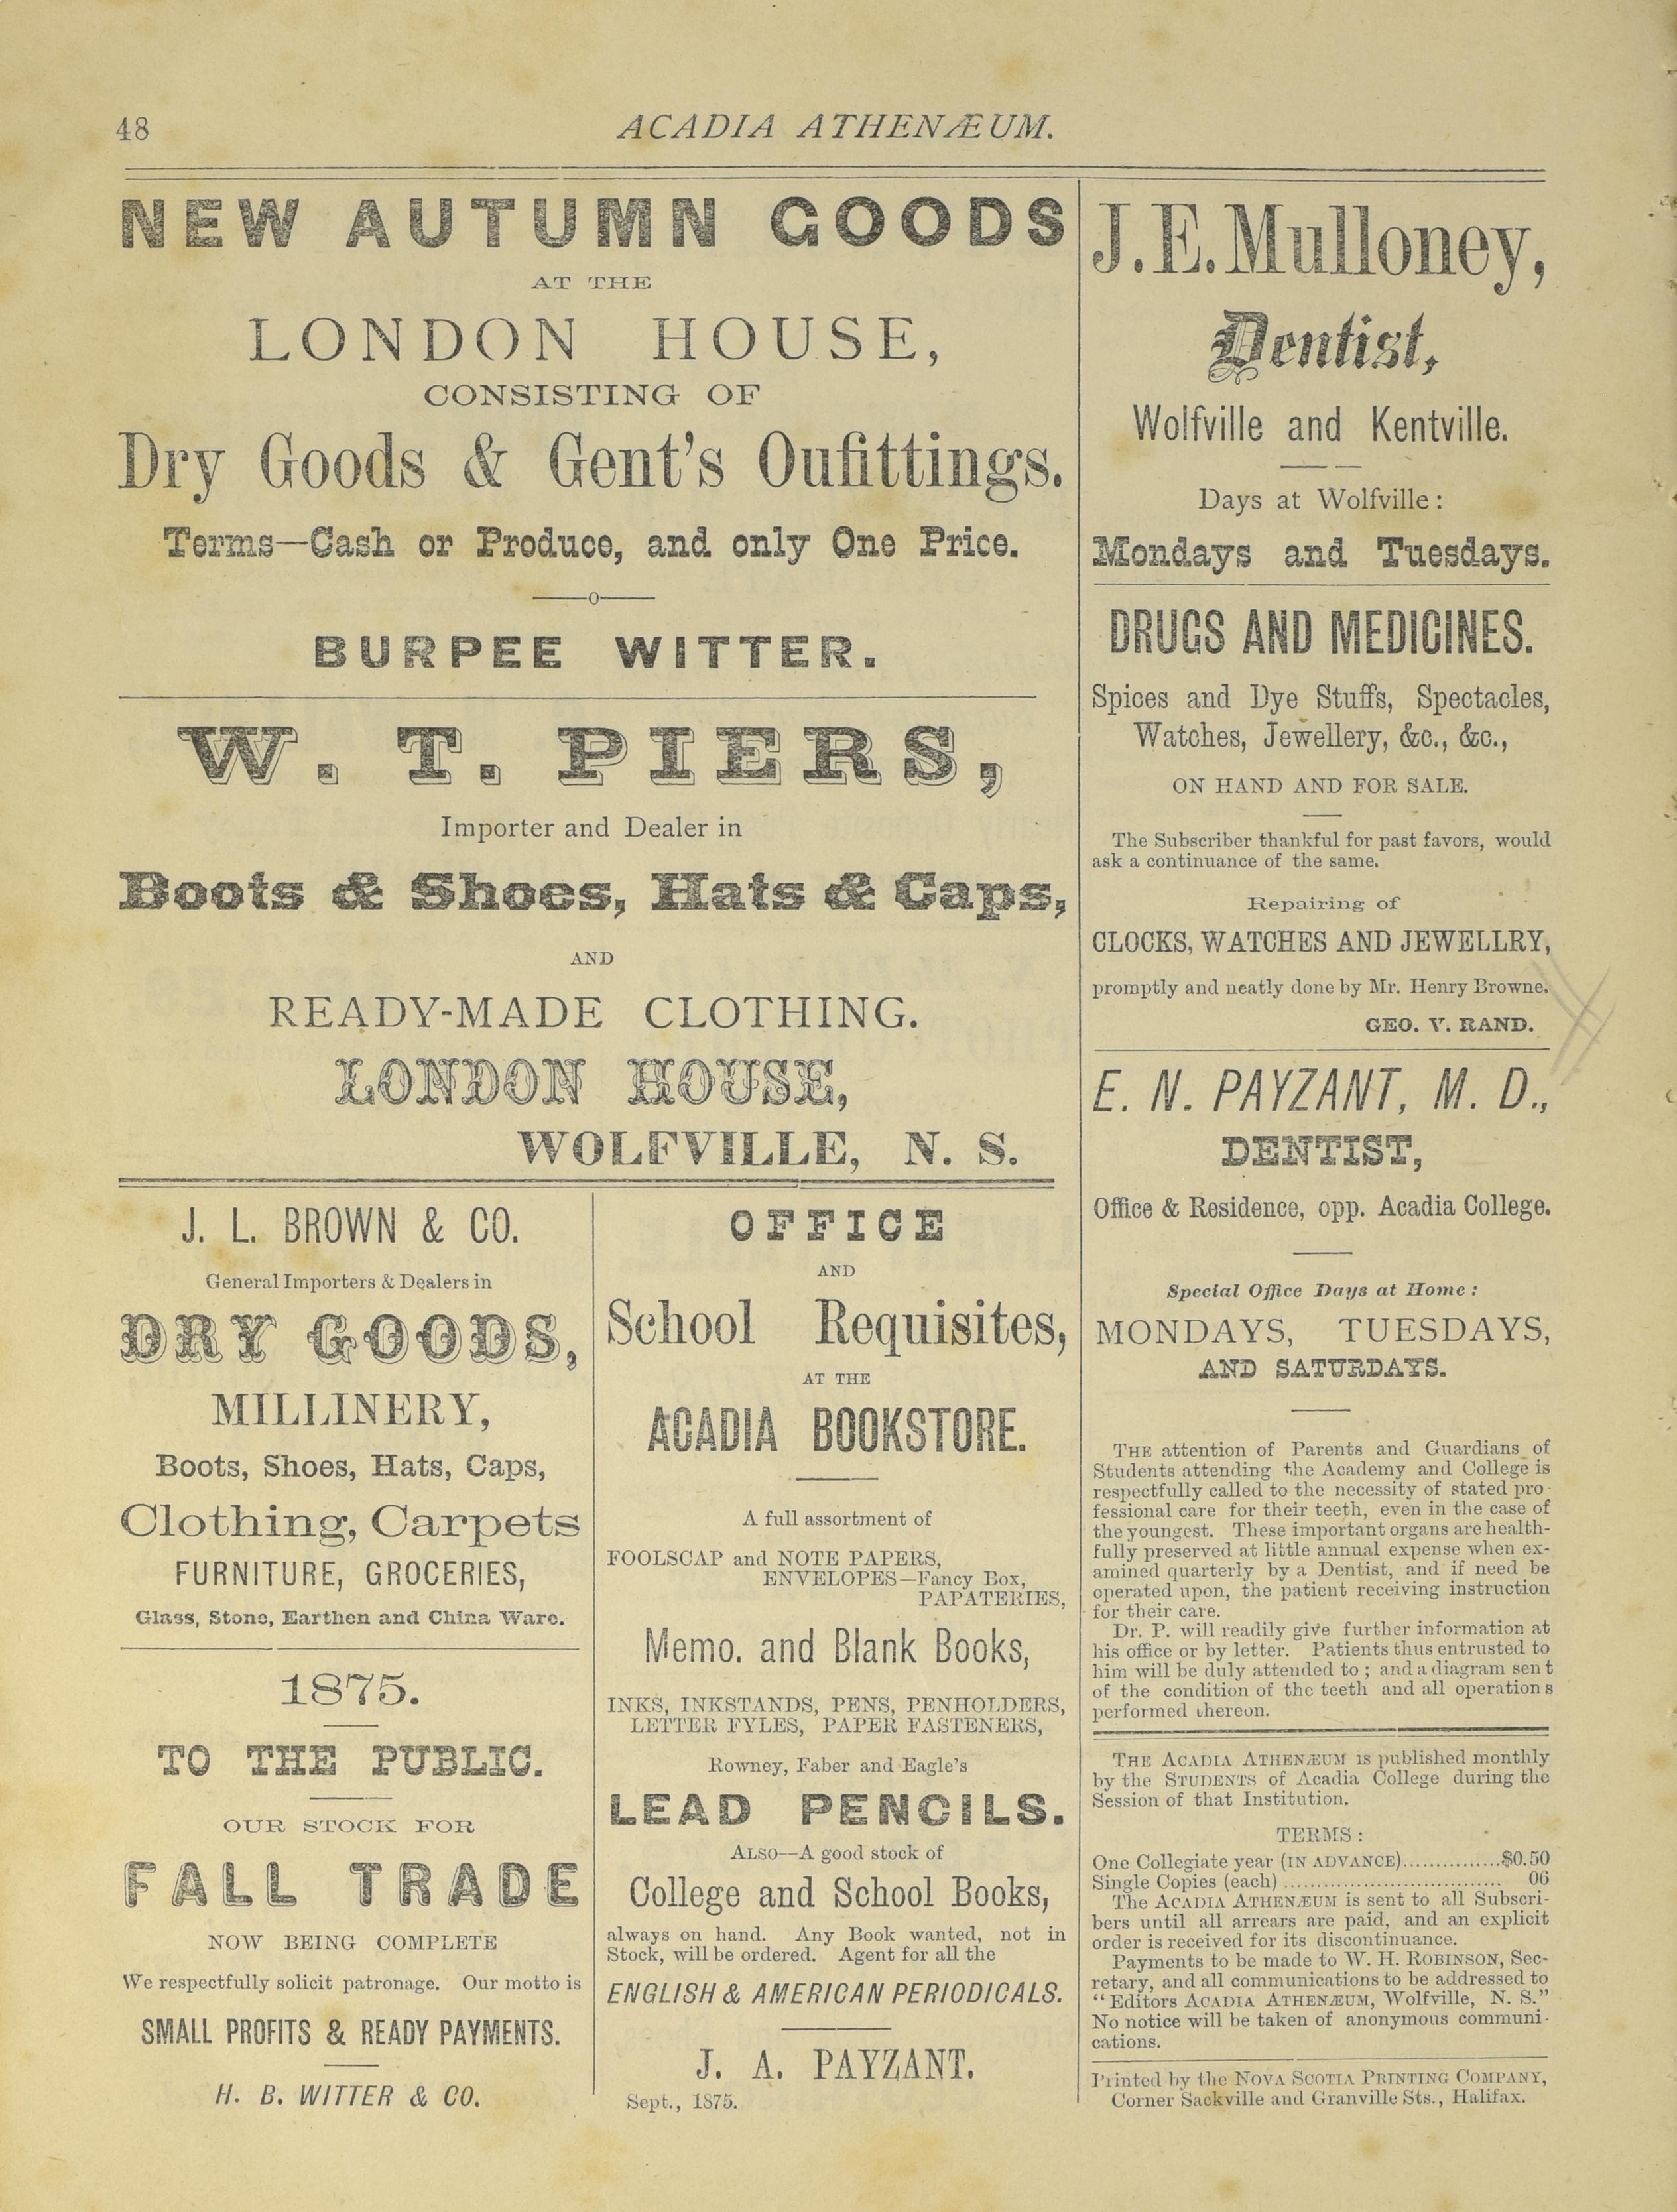 48
ACADIA ATHENÆUM.
NEW AUTUMN GOODS
AT THE
LONDON HOUSE,
CONSISTING OF
Dry Goods & Gent's Oufittings.
Terms—Cash or Produce, and only One Price.
BURPEE WITTER.
W. T. PIERS,
Importer and Dealer in
Boots & Shoes, Hats & Caps,
AND
READY-MADE CLOTHING.
LONDON HOUSE,
WOLFVILLE, N. S.
J. L. BROWN & CO.
General Importers & Dealers in
DRY GOODS,
MILLINERY,
Boots, Shoes, Hats, Caps,
Clothing, Carpets
FURNITURE, GROCERIES,
Glass, Stone, Earthen and China Ware.
1875.
TO THE PUBLIC.
OUR STOCK FOR
FALL TRADE
NOW BEING COMPLETE
We respectfully solicit patronage. Our motto is
SMALL PROFITS & READY PAYMENTS.
H. B. WITTER & CO.
OFFICE
AND
School Requisites,
AT THE
ACADIA BOOKSTORE.
A full assortment of
FOOLSCAP and NOTE PAPERS,
ENVELOPES—Fancy Box,
PAPATERIES,
Memo. and Blank Books,
INKS, INKSTANDS, PENS, PENHOLDERS,
LETTER FYLES, PAPER FASTENERS,
Rowney, Faber and Eagle's
LEAD PENCILS.
ALSO—A good stock of
College and School Books,
always on hand. Any Book wanted, not in
Stock, will be ordered. Agent for all the
ENGLISH & AMERICAN PERIODICALS.
J. A. PAYZANT.
Sept., 1875.
J. E. Mulloney,
Dentist,
Wolfville and Kentville.
Days at Wolfville:
Mondays and Tuesdays.
DRUGS AND MEDICINES.
Spices and Dye Stuffs, Spectacles,
Watches, Jewellery, &c., &c.,
ON HAND AND FOR SALE.
The Subscriber thankful for past favors, would
ask a continuance of the same.
Repairing of
CLOCKS, WATCHES AND JEWELLRY,
promptly and neatly done by Mr. Henry Browne.
GEO. V. RAND.
E. N. PAYZANT, M. D.,
DENTIST,
Office & Residence, opp. Acadia College.
Special Office Days at Home:
MONDAYS, TUESDAYS,
AND SATURDAYS.
THE attention of Parents and Guardians of
Students attending the Academy and College is
respectfully called to the necessity of stated pro-
fessional care for their teeth, even in the case of
the youngest. These important organs are health-
fully preserved at little annual expense when ex-
amined quarterly by a Dentist, and if need be
operated upon, the patient receiving instruction
for their care.
Dr. P. will readily give further information at
his office or by letter. Patients thus entrusted to
him will be duly attended to; and a diagram sent
of the condition of the teeth and all operations
performed thereon.
THE ACADIA ATHENÆUM is published monthly
by the STUDENTS of Acadia College during the
Session of that Institution.
TERMS:
One Collegiate year (IN ADVANCE)...............$0.50
Single Copies (each)................................. 06
The ACADIA ATHENÆUM is sent to all Subscri-
bers until all arrears are paid, and an explicit
order is received for its discontinuance.
Payments to be made to W. H. ROBINSON, Sec-
retary, and all communications to be addressed to
"Editors ACADIA ATHENÆUM, Wolfville, N. S."
No notice will be taken of anonymous communi-
cations.
Printed by the NOVA SCOTIA PRINTING COMPANY,
Corner Sackville and Granville Sts., Halifax.